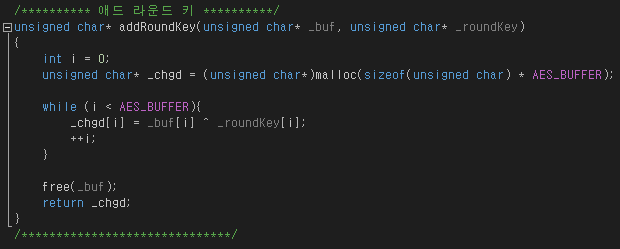 /********** 애드 라운드 키 **********/
unsigned char* addRoundKey(unsigned char* _buf, unsigned char* _roundKey)
{
    int i = 0;
    unsigned char* _chgd = (unsigned char*)malloc(sizeof(unsigned char) * AES_BUFFER);

    while (i < AES_BUFFER){
        _chgd[i] = _buf[i] ^ _roundKey[i];
        ++i;
    }

    free(_buf);
    return _chgd;
}
/******************************/